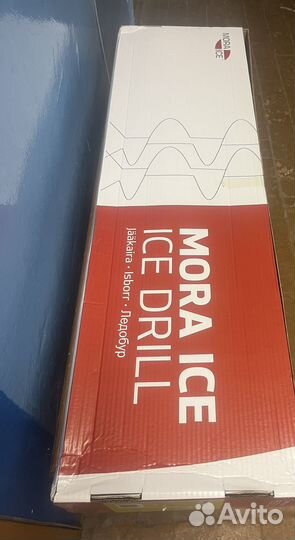 MORA
ICE
MORA ICE
ICE DRILL
Jääkaira · Isborr · Ледобур
Avito